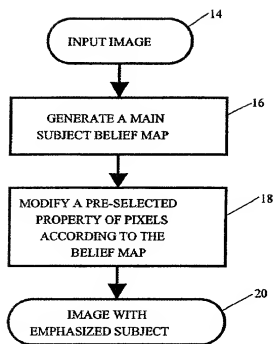 14
INPUT IMAGE
16
GENERATE A MAIN
SUBJECT BELIEF MAP
18
MODIFY A PRE-SELECTED
PROPERTY OF PIXELS
ACCORDING TO THE
BELIEF MAP
20
IMAGE WITH
EMPHASIZED SUBJECT